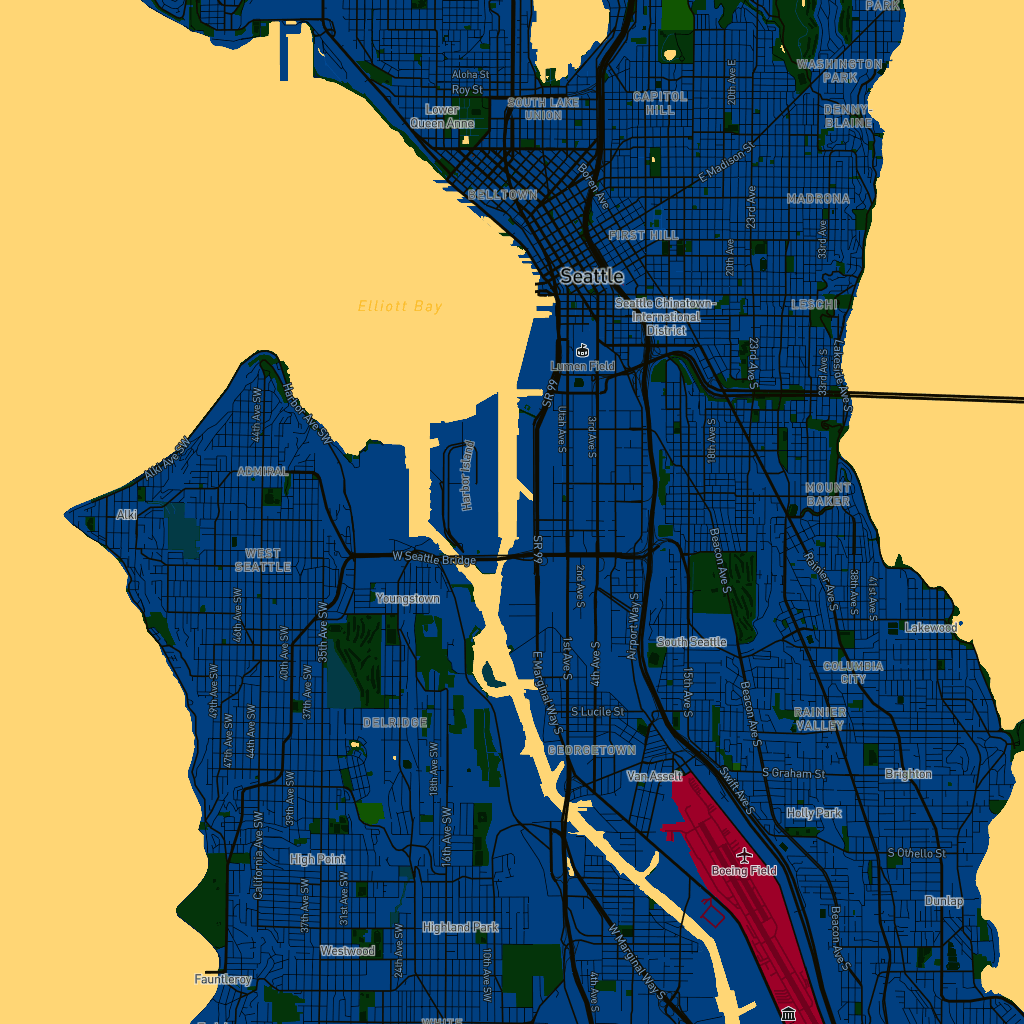 PARK
WASHINGTON
PARK
Aloha St
Roy St
20th Ave E
CAPITOL
HILL
SOUTH LAKE
UNION
Lower
Queen Anne
DENNY-
BLAINE
E Madison St
Boren Ave
BELLTOWN
MADRONA
23rd Ave
33rd Ave
FIRST HILL
20th Ave
Seattle
Elliott Bay
Seattle Chinatown-
International
District
LESCHI
Lumen Field
23rd Ave S
33rd Ave S
Lakeside Ave S
SR 99
44th Ave SW
Harbor Ave SW
Utah Ave S
3rd Ave S
18th Ave S
Alki Ave SW
ADMIRAL
Harbor Island
MOUNT
BAKER
Alki
WEST
SEATTLE
W Seattle Bridge
SR 99
Beacon Ave S
Rainier Ave S
38th Ave S
41st Ave S
2nd Ave S
Youngstown
46th Ave SW
35th Ave SW
Airport Way S
Lakewood
South Seattle
40th Ave SW
1st Ave S
4th Ave S
E Marginal Way S
COLUMBIA
CITY
49th Ave SW
37th Ave SW
15th Ave S
Beacon Ave S
S Lucile St
RAINIER
VALLEY
DELRIDGE
47th Ave SW
44th Ave SW
GEORGETOWN
18th Ave SW
Van Asselt
Swift Ave S
S Graham St
Brighton
39th Ave SW
Holly Park
16th Ave SW
California Ave SW
High Point
Boeing Field
S Othello St
37th Ave SW
31st Ave SW
Dunlap
Highland Park
24th Ave SW
Westwood
10th Ave SW
W Marginal Way S
Beacon Ave S
Fauntleroy
4th Ave S
WHITE